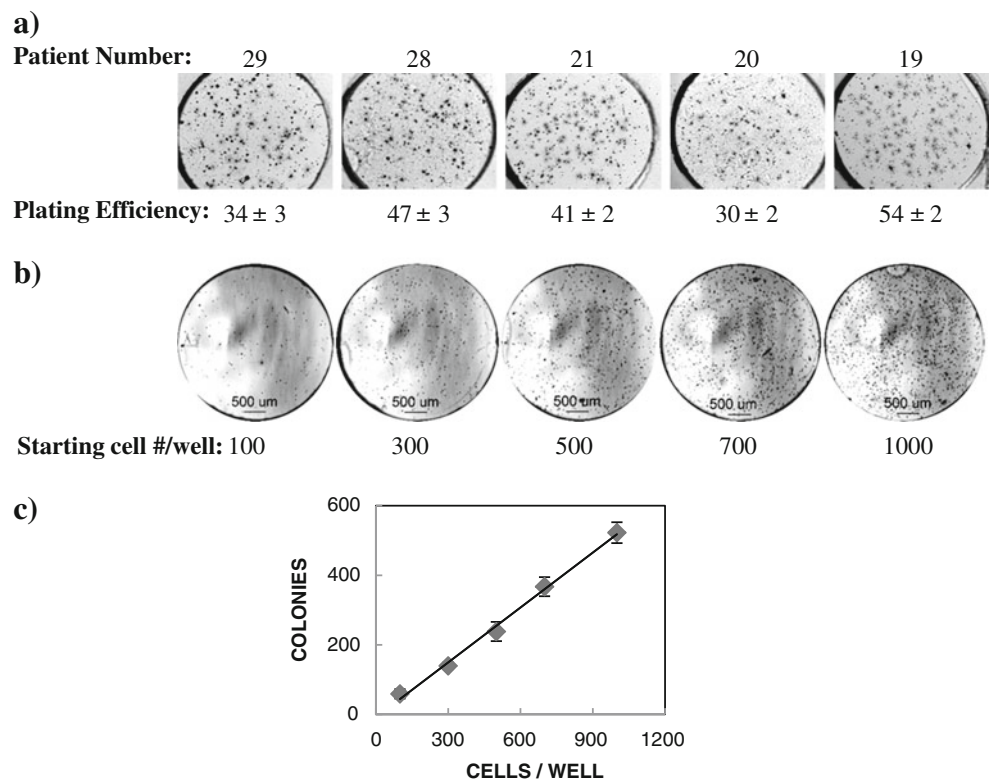 a)
Patient Number: 29 28 21 20 19
Plating Efficiency: 34 ± 3 47 ± 3 41 ± 2 30 ± 2 54 ± 2
b)
500 um 500 um 500 um 500 um 500 um
Starting cell #/well: 100 300 500 700 1000
c)
600
400
200
0
COLONIES
0 300 600 900 1200
CELLS / WELL